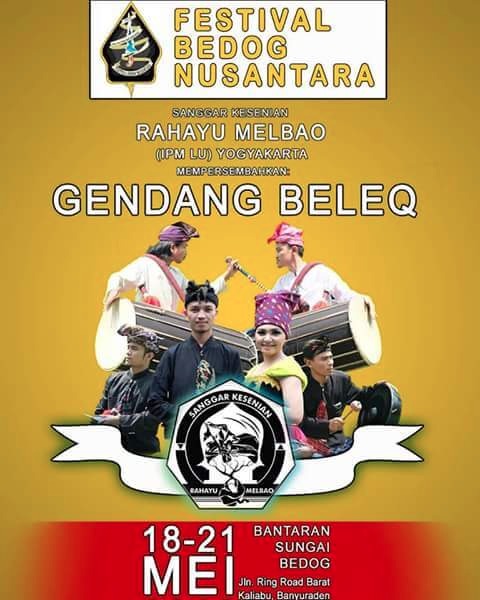 FESTIVAL
BEDOG
NUSANTARA
SANGGAR KESENIAN
RAHAYU MELBAO
(IPM LU) YOGYAKARTA
MEMPERSEMBAHKAN:
GENDANG BELEQ
SANGGAR KESENIAN
RAHAYU MELBAO
18-21
MEI
BANTARAN
SUNGAI
BEDOG
Jln. Ring Road Barat
Kaliabu, Banyuraden